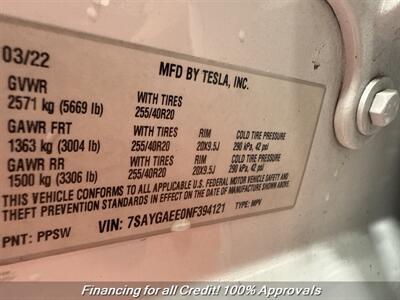 03/22
MFD BY TESLA, INC.
GVWR
2571 kg (5669 lb)
WITH TIRES
255/40R20
GAWR FRT
1363 kg (3004 lb)
WITH TIRES
255/40R20
RIM
20X9.5J
COLD TIRE PRESSURE
290 kPa, 42 psi
GAWR RR
1500 kg (3306 lb)
WITH TIRES
255/40R20
RIM
20X9.5J
COLD TIRE PRESSURE
290 kPa, 42 psi
THIS VEHICLE CONFORMS TO ALL APPLICABLE U.S. FEDERAL MOTOR VEHICLE SAFETY AND
THEFT PREVENTION STANDARDS IN EFFECT ON THE DATE OF MANUFACTURE SHOWN ABOVE.
PNT: PPSW
VIN: 7SAYGAEE0NF394121
TYPE: MPV
Financing for all Credit! 100% Approvals